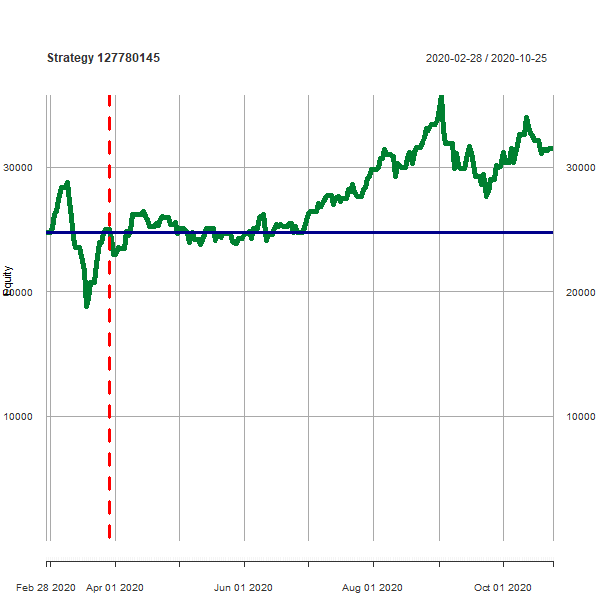 Strategy 127780145
2020-02-28 / 2020-10-25
30000
30000
Equity
20000
20000
10000
10000
Feb 28 2020
Apr 01 2020
Jun 01 2020
Aug 01 2020
Oct 01 2020